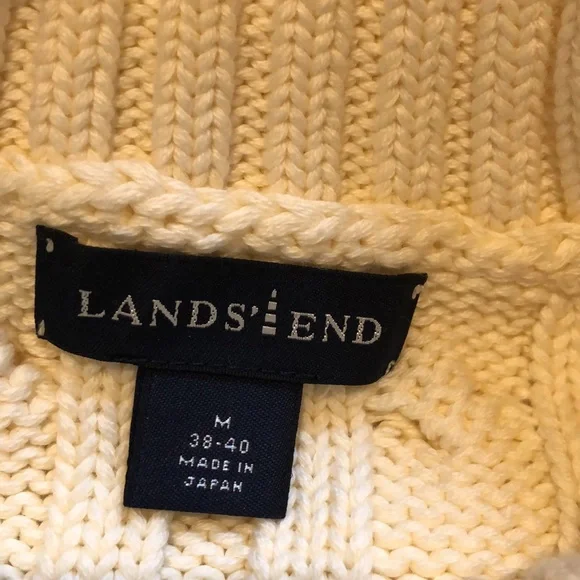 LANDS' END
M
38-40
MADE IN
JAPAN